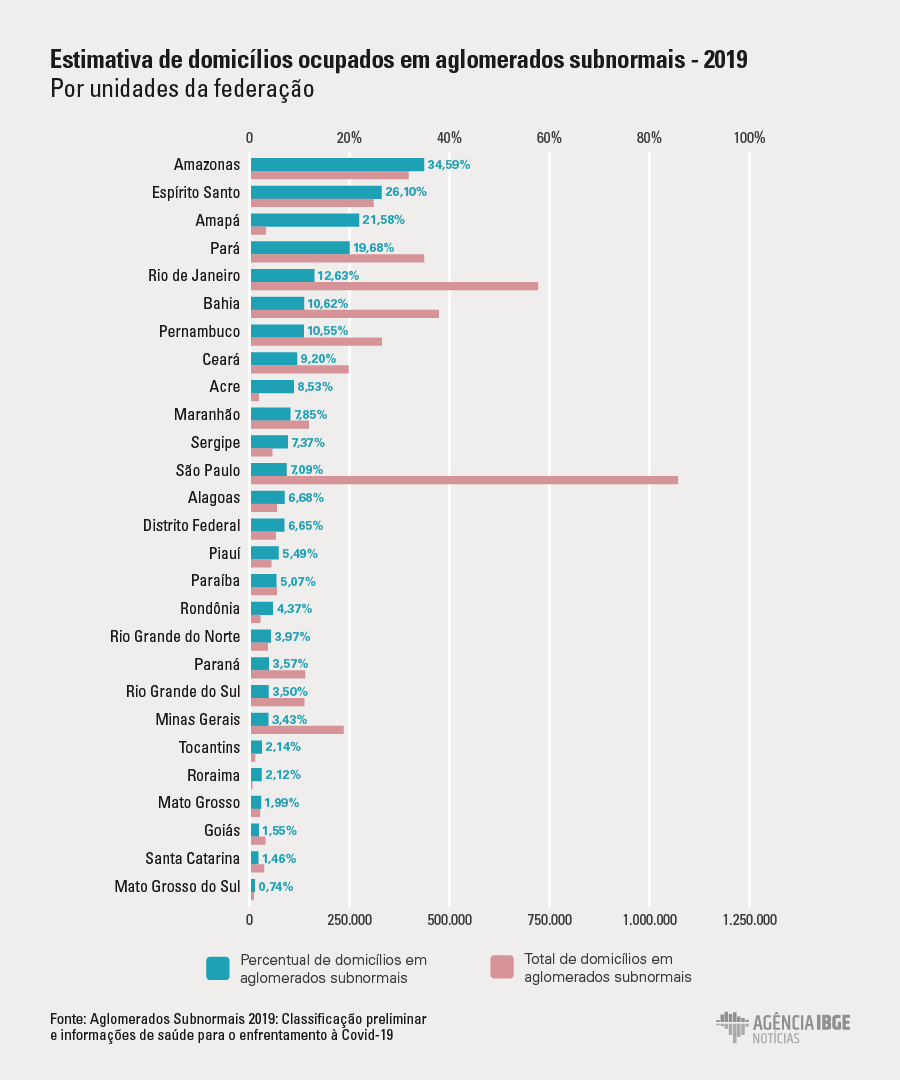 Estimativa de domicílios ocupados em aglomerados subnormais - 2019
Por unidades da federação
0 20% 40% 60% 80% 100%
Amazonas 34,59%
Espírito Santo 26,10%
Amapá 21,58%
Pará 19,68%
Rio de Janeiro 12,63%
Bahia 10,62%
Pernambuco 10,55%
Ceará 9,20%
Acre 8,53%
Maranhão 7,85%
Sergipe 7,37%
São Paulo 7,09%
Alagoas 6,68%
Distrito Federal 6,65%
Piauí 5,49%
Paraíba 5,07%
Rondônia 4,37%
Rio Grande do Norte 3,97%
Paraná 3,57%
Rio Grande do Sul 3,50%
Minas Gerais 3,43%
Tocantins 2,14%
Roraima 2,12%
Mato Grosso 1,99%
Goiás 1,55%
Santa Catarina 1,46%
Mato Grosso do Sul 0,74%
0 250.000 500.000 750.000 1.000.000 1.250.000
Percentual de domicílios em
aglomerados subnormais
Total de domicílios em
aglomerados subnormais
Fonte: Aglomerados Subnormais 2019: Classificação preliminar
e informações de saúde para o enfrentamento à Covid-19
AGÊNCIA IBGE
NOTÍCIAS